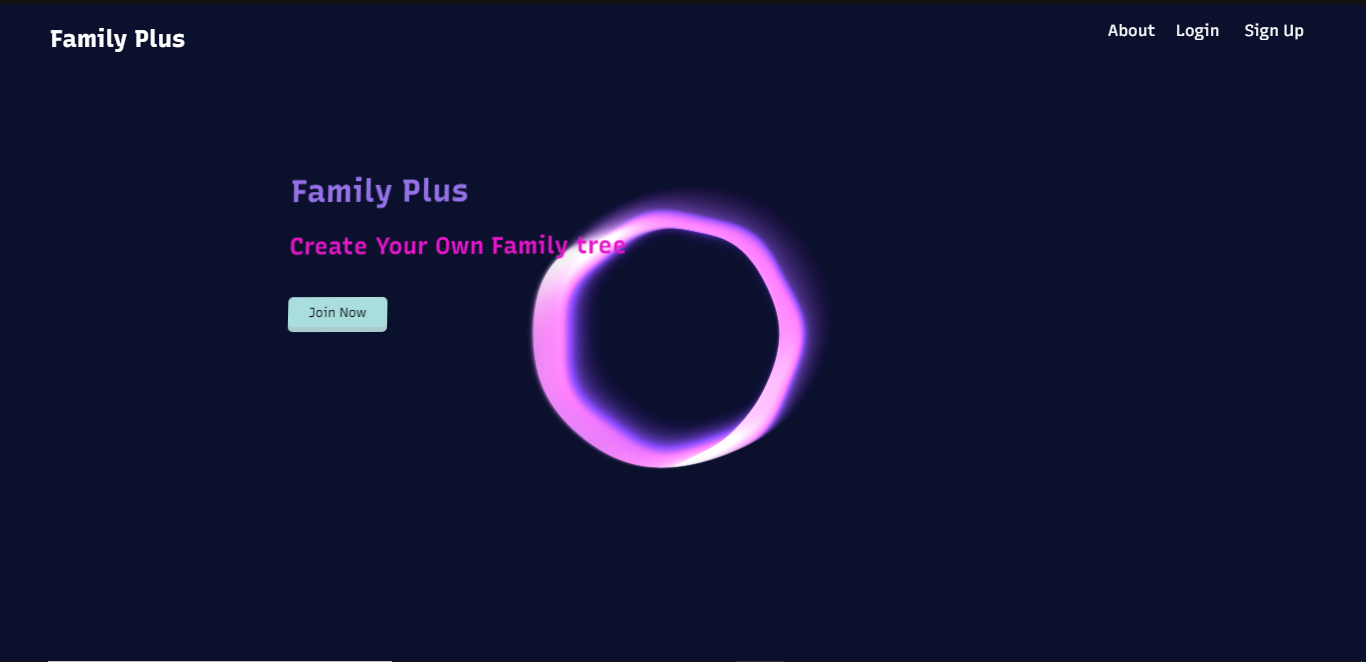 Family Plus
About Login Sign Up
Family Plus
Create Your Own Family tree
Join Now